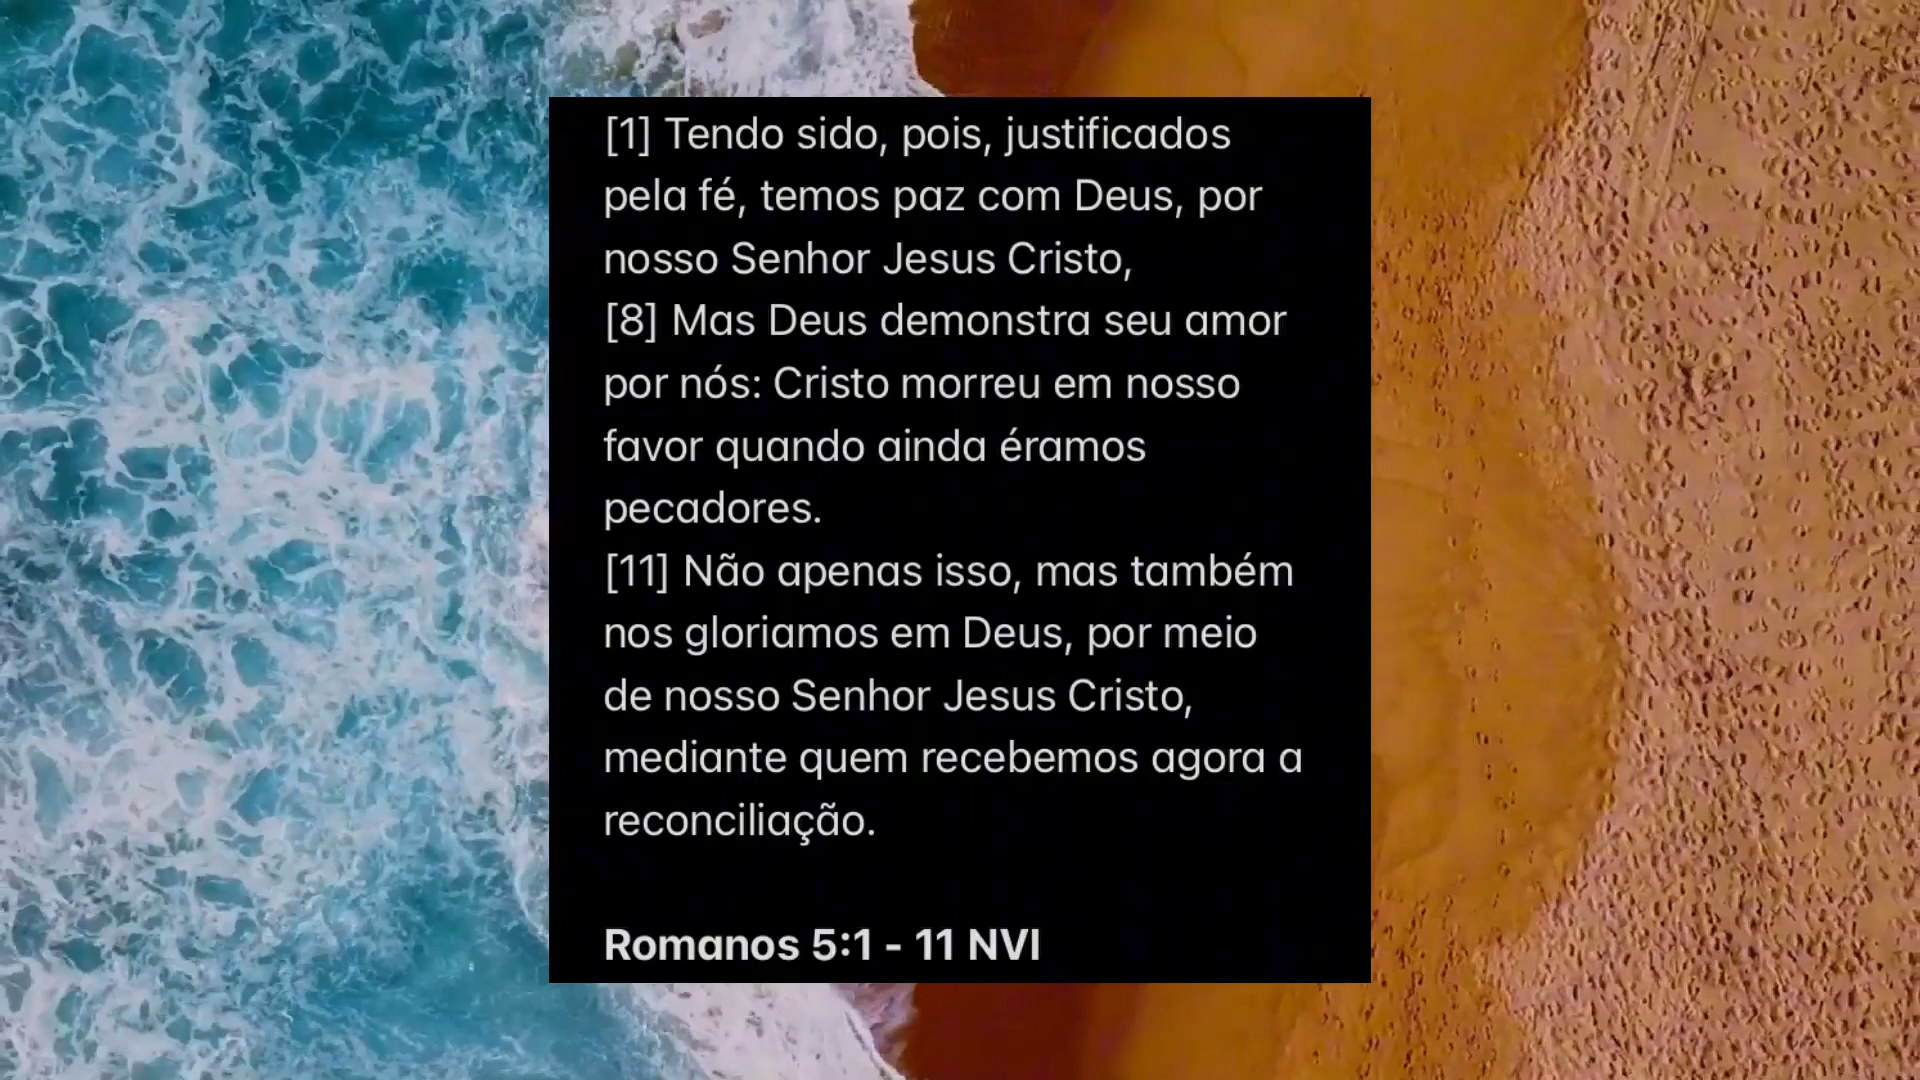 [1] Tendo sido, pois, justificados
pela fé, temos paz com Deus, por
nosso Senhor Jesus Cristo,
[8] Mas Deus demonstra seu amor
por nós: Cristo morreu em nosso
favor quando ainda éramos
pecadores.
[11] Não apenas isso, mas também
nos gloriamos em Deus, por meio
de nosso Senhor Jesus Cristo,
mediante quem recebemos agora a
reconciliação.
Romanos 5:1 - 11 NVI